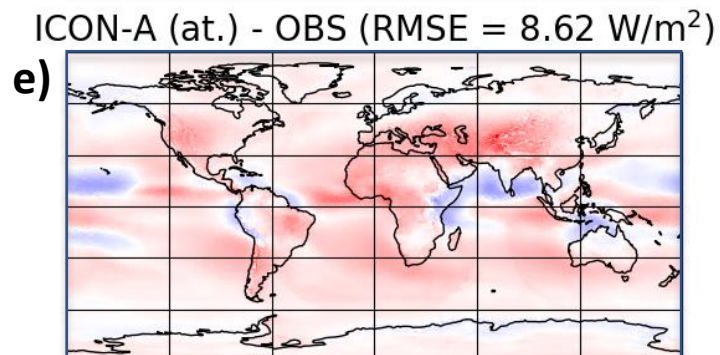 ICON-A (at.) - OBS (RMSE = 8.62 W/m²)
e)